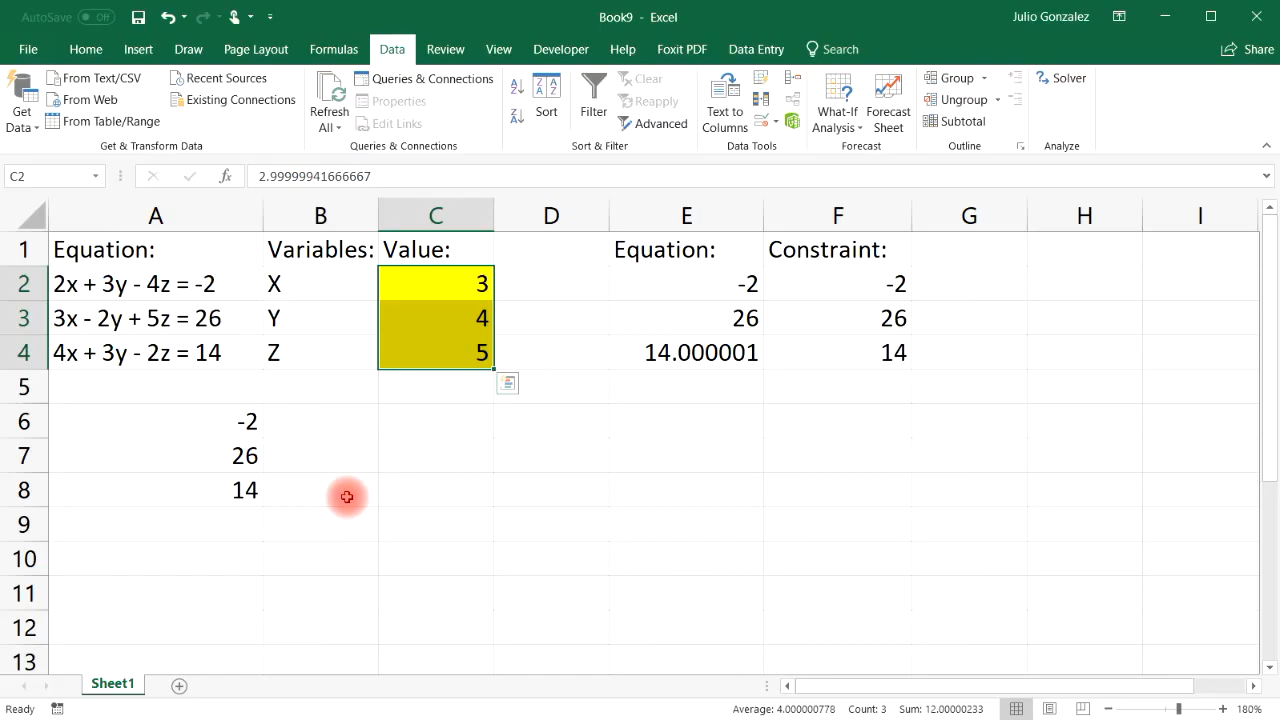 AutoSave Off
Book9 - Excel
Julio Gonzalez
File Home Insert Draw Page Layout Formulas Data Review View Developer Help Foxit PDF Data Entry Search Share
Get Data
From Text/CSV
From Web
From Table/Range
Recent Sources
Existing Connections
Get & Transform Data
Refresh All
Queries & Connections
Properties
Edit Links
Queries & Connections
Sort
Filter
Clear
Reapply
Advanced
Sort & Filter
Text to Columns
Data Tools
What-If Analysis
Forecast Sheet
Forecast
Group
Ungroup
Subtotal
Outline
Solver
Analyze
C2 fx 2.99999941666667
A B C D E F G H I
1 Equation: Variables: Value: Equation: Constraint:
2 2x + 3y - 4z = -2 X 3 -2 -2
3 3x - 2y + 5z = 26 Y 4 26 26
4 4x + 3y - 2z = 14 Z 5 14.000001 14
5
6 -2
7 26
8 14
9
10
11
12
13
Sheet1
Ready Average: 4.000000778 Count: 3 Sum: 12.00000233 180%